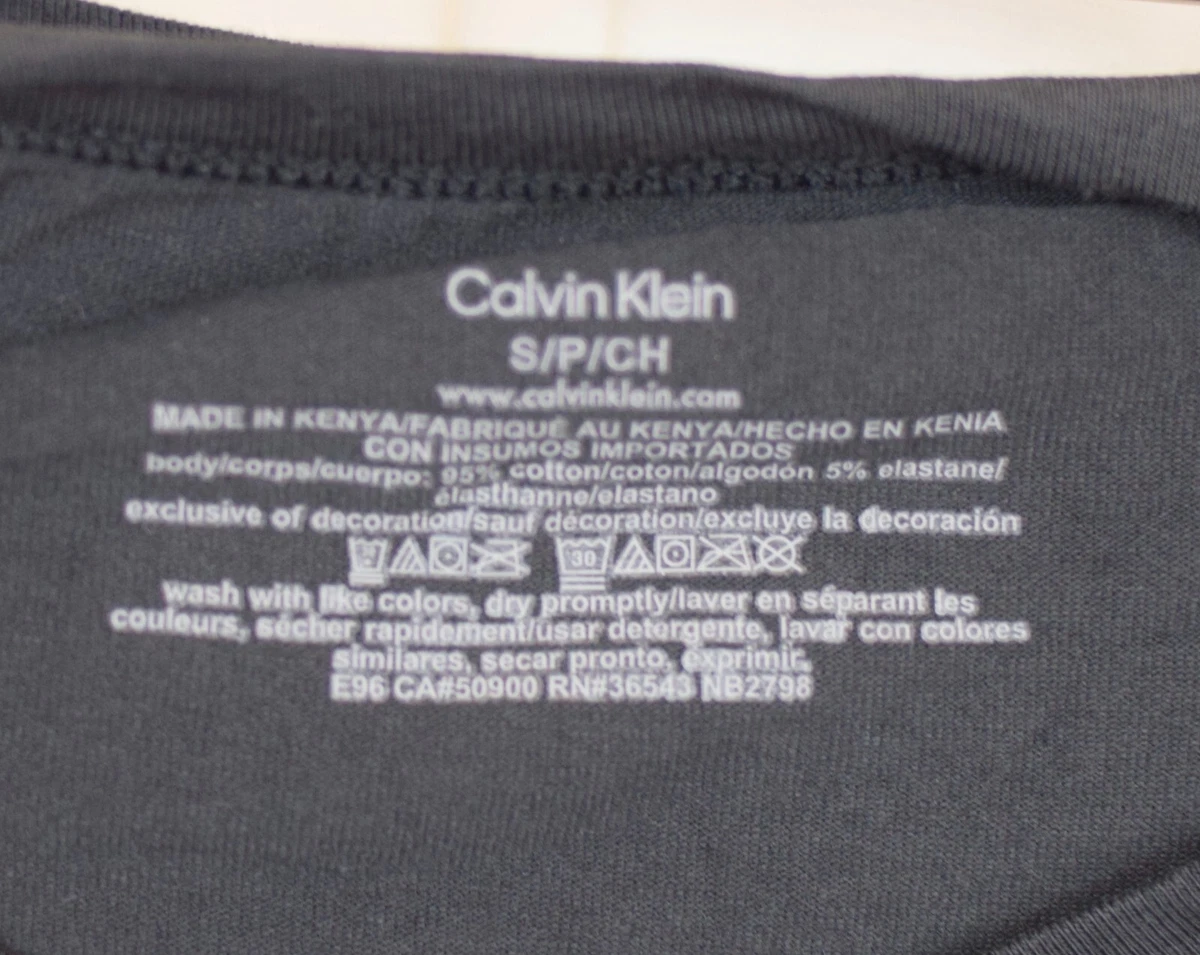 Calvin Klein
S/P/CH
www.calvinklein.com
MADE IN KENYA/FABRIQUÉ AU KENYA/HECHO EN KENIA
CON INSUMOS IMPORTADOS
body/corps/cuerpo: 95% cotton/coton/algodón 5% elastane/
élasthanne/elastano
exclusive of decoration/sauf décoration/excluye la decoración
30
wash with like colors, dry promptly/laver en séparant les
couleurs, sécher rapidement/usar detergente, lavar con colores
similares, secar pronto, exprimir.
E96 CA#50900 RN#36543 NB2798